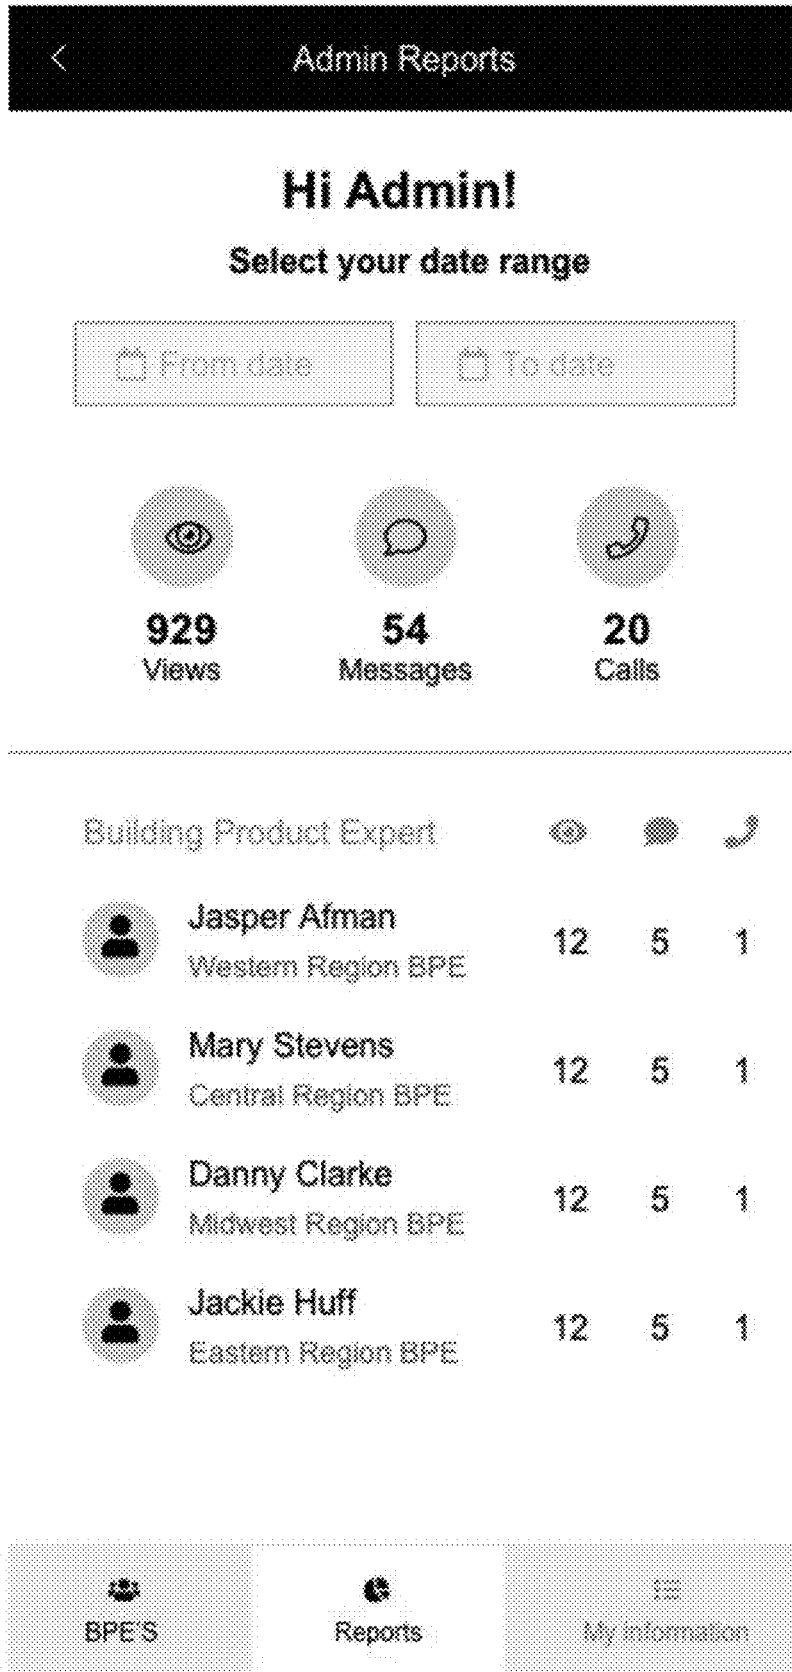 Admin Reports
Hi Admin!
Select your date range
From date To date
929 54 20
Views Messages Calls
Building Product Expert
Jasper Afman
Western Region BPE
12 5 1
Mary Stevens
Central Region BPE
12 5 1
Danny Clarke
Midwest Region BPE
12 5 1
Jackie Huff
Eastern Region BPE
12 5 1
BPE'S Reports My information